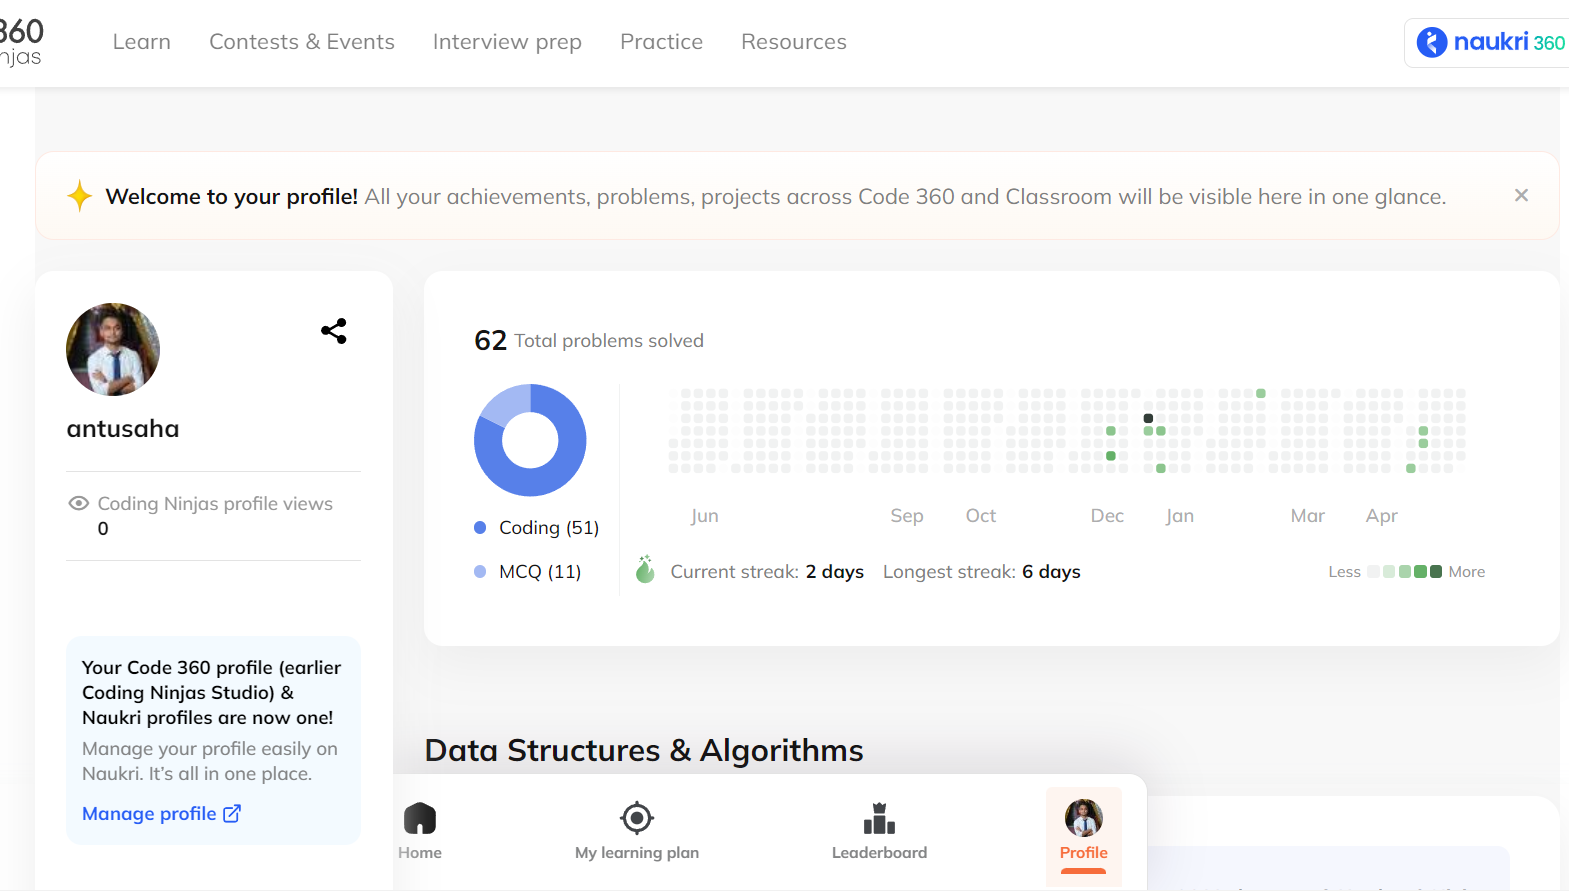 360
njas
Learn
Contests & Events
Interview prep
Practice
Resources
naukri 360
Welcome to your profile! All your achievements, problems, projects across Code 360 and Classroom will be visible here in one glance.
antusaha
Coding Ninjas profile views
0
Your Code 360 profile (earlier
Coding Ninjas Studio) &
Naukri profiles are now one!
Manage your profile easily on
Naukri. It's all in one place.
Manage profile
62 Total problems solved
Coding (51)
MCQ (11)
Jun
Sep
Oct
Dec
Jan
Mar
Apr
Current streak: 2 days
Longest streak: 6 days
Less
More
Data Structures & Algorithms
Home
My learning plan
Leaderboard
Profile